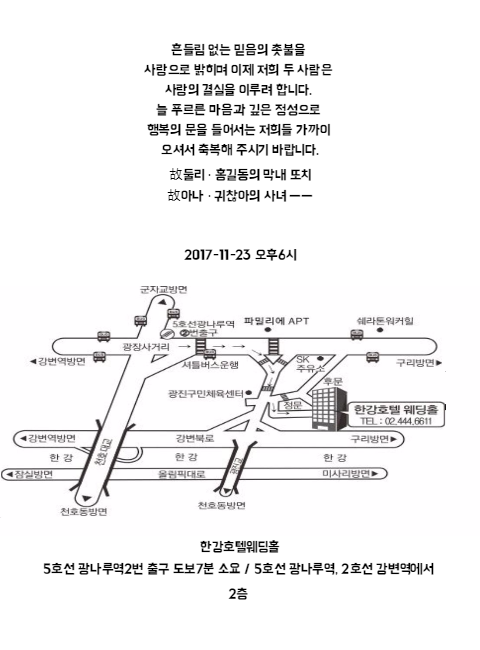 흔들림 없는 믿음의 촛불을
사랑으로 밝히며 이제 저희 두 사람은
사랑의 결실을 이루려 합니다.
늘 푸르른 마음과 깊은 정성으로
행복의 문을 들어서는 저희들 가까이
오셔서 축복해 주시기 바랍니다.
故둘리 · 홍길동의 막내 또치
故아나 · 귀찮아의 사녀 ㅡㅡ
2017-11-23 오후6시
군자교방면
5호선광나루역
②번출구
파밀리에 APT
쉐라톤워커힐
광장사거리
◀강변역방면
셔틀버스운행
SK
주유소
구리방면▶
후문
광진구민체육센터
정문
한강호텔 웨딩홀
TEL : 02.444.6611
◀강변역방면
강변북로
구리방면▶
천호대교
한 강
한 강
한 강
광진교
◀잠실방면
올림픽대로
미사리방면▶
천호동방면
천호동방면
한강호텔웨딩홀
5호선 광나루역2번 출구 도보7분 소요 / 5호선 광나루역, 2호선 강변역에서
2층